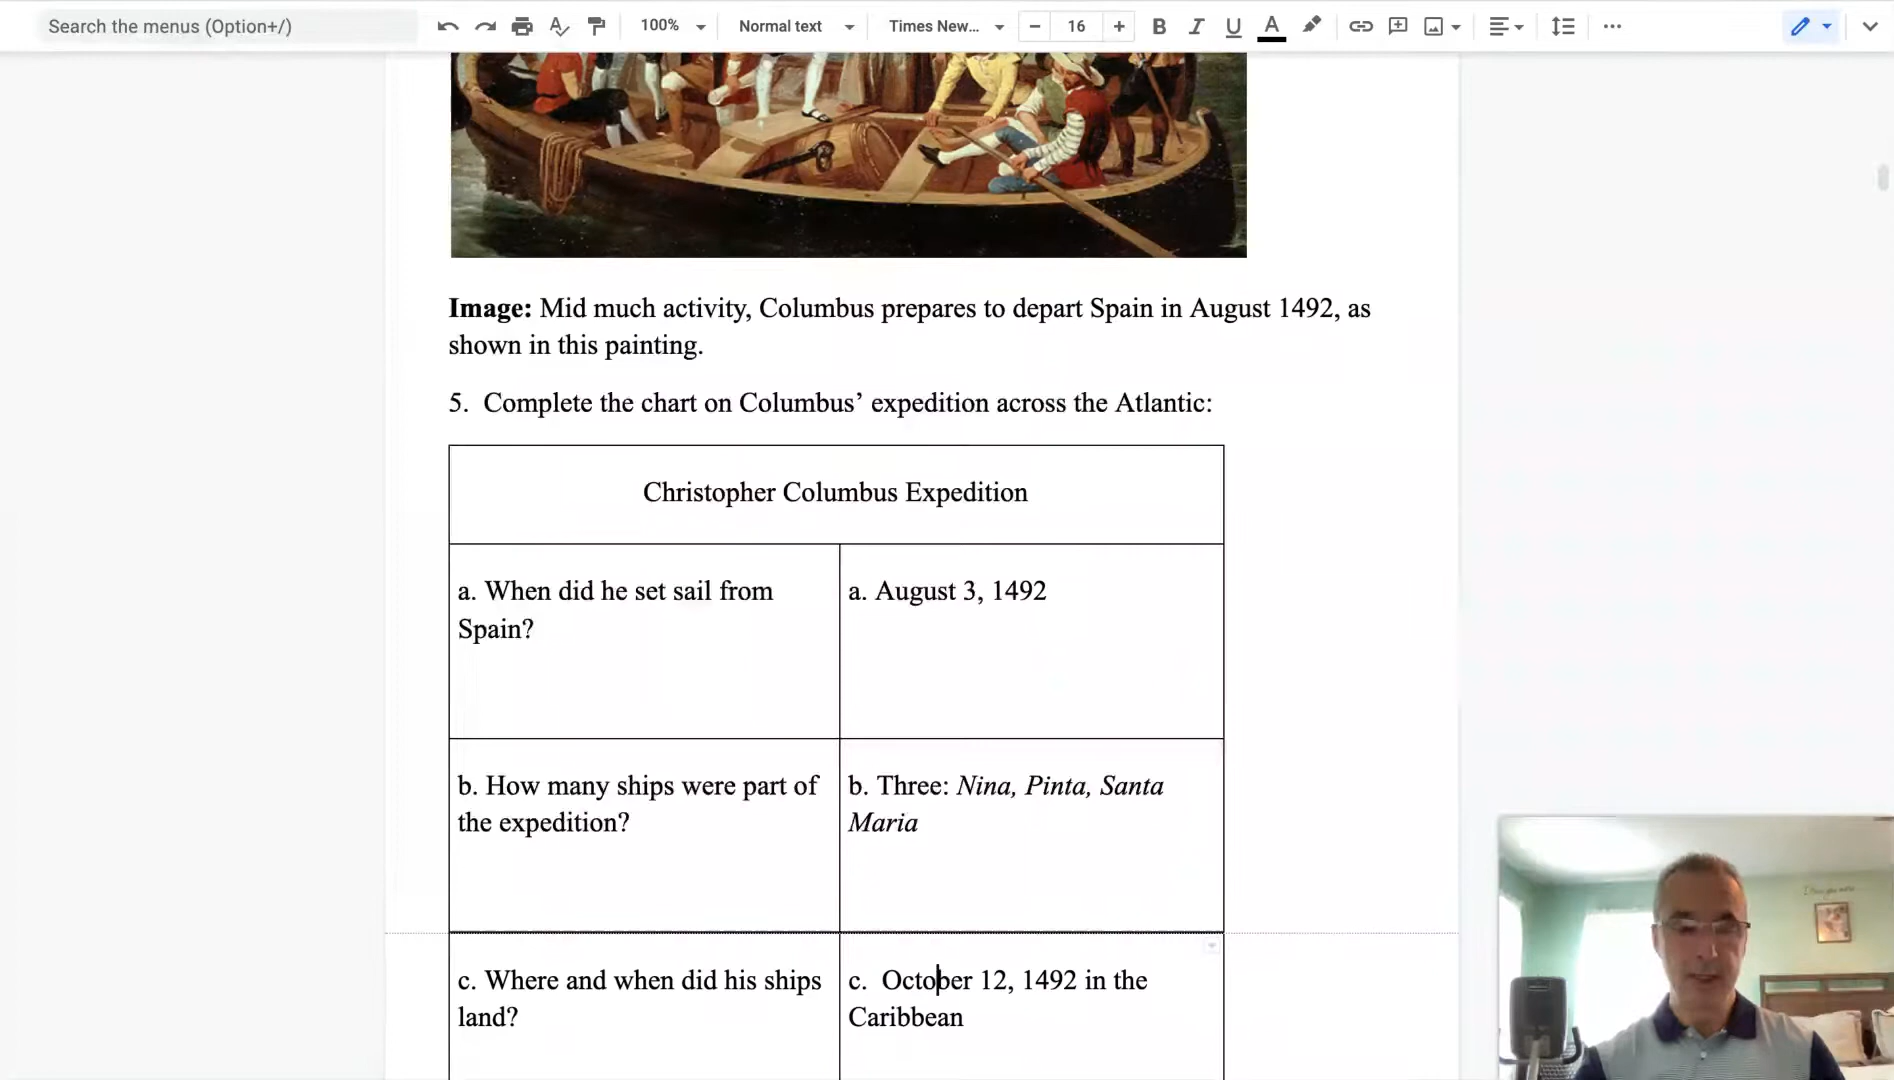 Search the menus (Option+/)
100%
Normal text
Times New...
16
B
I
U
A
Image: Mid much activity, Columbus prepares to depart Spain in August 1492, as
shown in this painting.
5. Complete the chart on Columbus’ expedition across the Atlantic:
Christopher Columbus Expedition
a. When did he set sail from
Spain?
a. August 3, 1492
b. How many ships were part of
the expedition?
b. Three: Nina, Pinta, Santa
Maria
c. Where and when did his ships
land?
c. October 12, 1492 in the
Caribbean